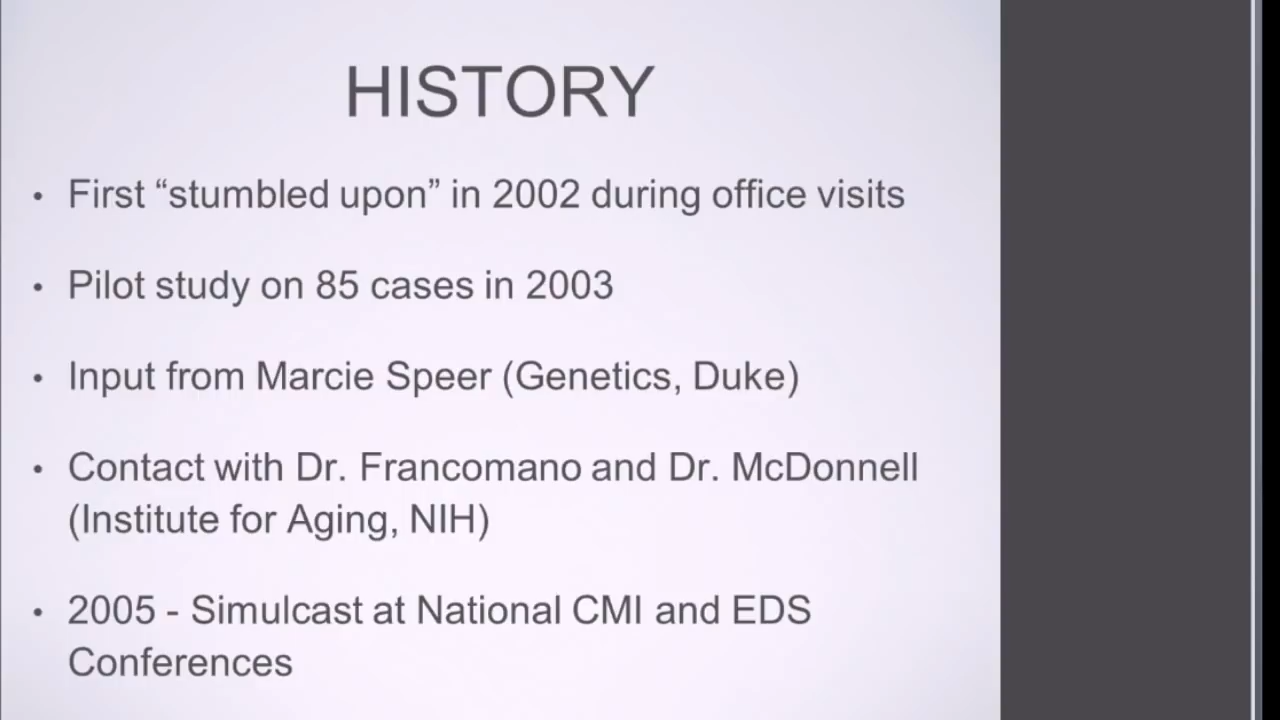 HISTORY
• First “stumbled upon” in 2002 during office visits
• Pilot study on 85 cases in 2003
• Input from Marcie Speer (Genetics, Duke)
• Contact with Dr. Francomano and Dr. McDonnell
(Institute for Aging, NIH)
• 2005 - Simulcast at National CMI and EDS
Conferences